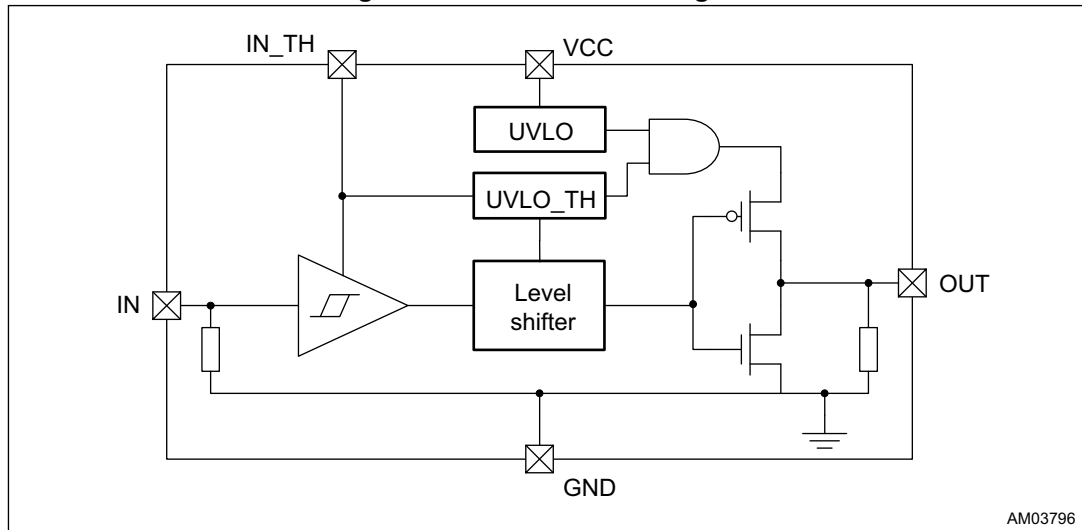 IN_TH
VCC
UVLO
UVLO_TH
IN
Level
shifter
OUT
GND
AM03796